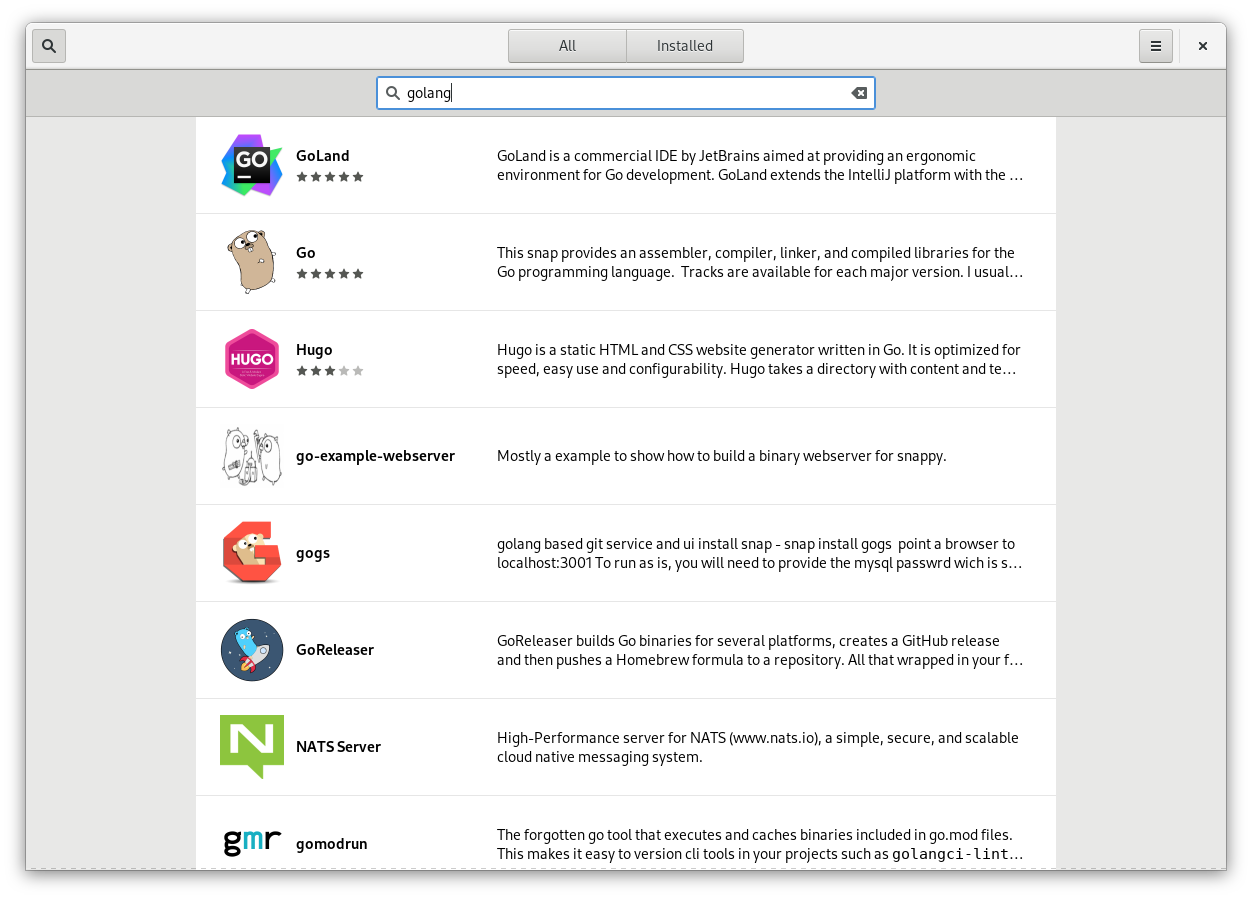 All
Installed
golang
GO
GoLand
GoLand is a commercial IDE by JetBrains aimed at providing an ergonomic
environment for Go development. GoLand extends the IntelliJ platform with the …
Go
This snap provides an assembler, compiler, linker, and compiled libraries for the
Go programming language.  Tracks are available for each major version. I usual…
HUGO
Hugo
Hugo is a static HTML and CSS website generator written in Go. It is optimized for
speed, easy use and configurability. Hugo takes a directory with content and te…
go-example-webserver
Mostly a example to show how to build a binary webserver for snappy.
gogs
golang based git service and ui install snap - snap install gogs  point a browser to
localhost:3001 To run as is, you will need to provide the mysql passwrd wich is s…
GoReleaser
GoReleaser builds Go binaries for several platforms, creates a GitHub release
and then pushes a Homebrew formula to a repository. All that wrapped in your f…
N
NATS Server
High-Performance server for NATS (www.nats.io), a simple, secure, and scalable
cloud native messaging system.
gmr
gomodrun
The forgotten go tool that executes and caches binaries included in go.mod files.
This makes it easy to version cli tools in your projects such as golangci-lint…